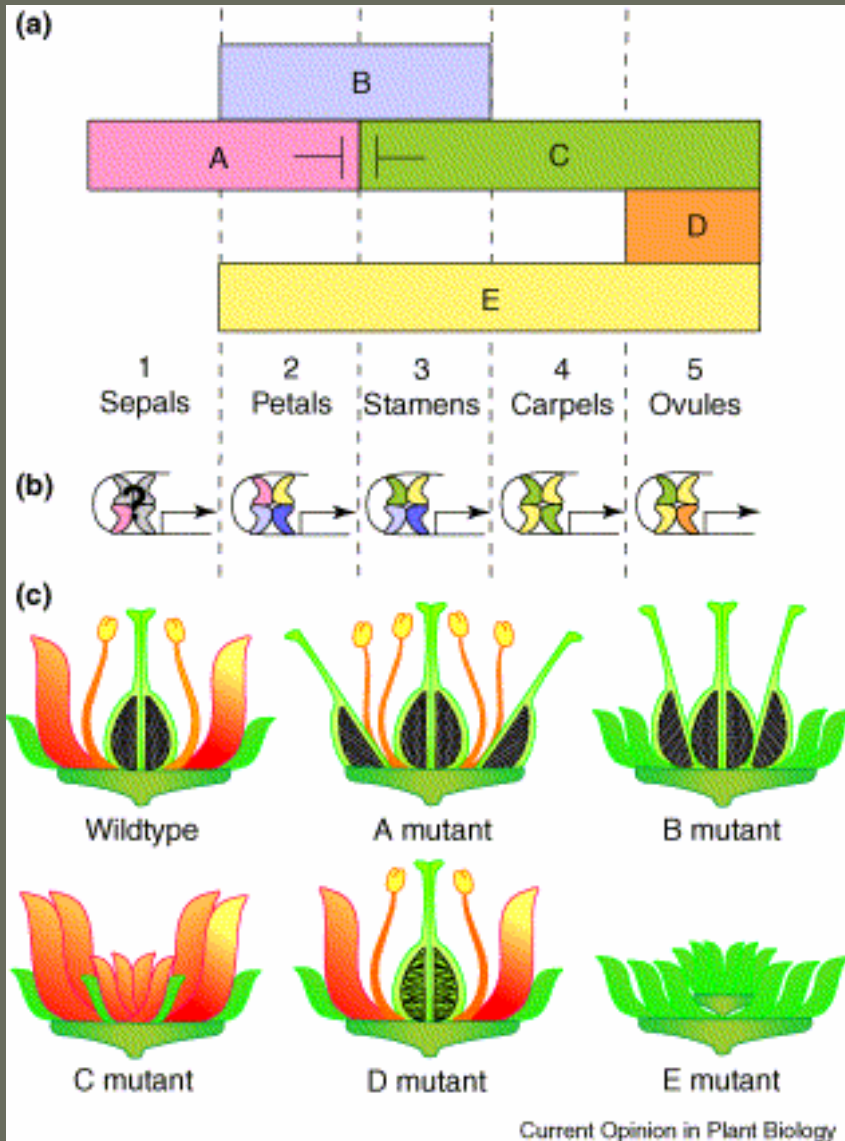 (a)
B
A C
D
E
1 2 3 4 5
Sepals Petals Stamens Carpels Ovules
(b)
?
(c)
Wildtype A mutant B mutant
C mutant D mutant E mutant
Current Opinion in Plant Biology